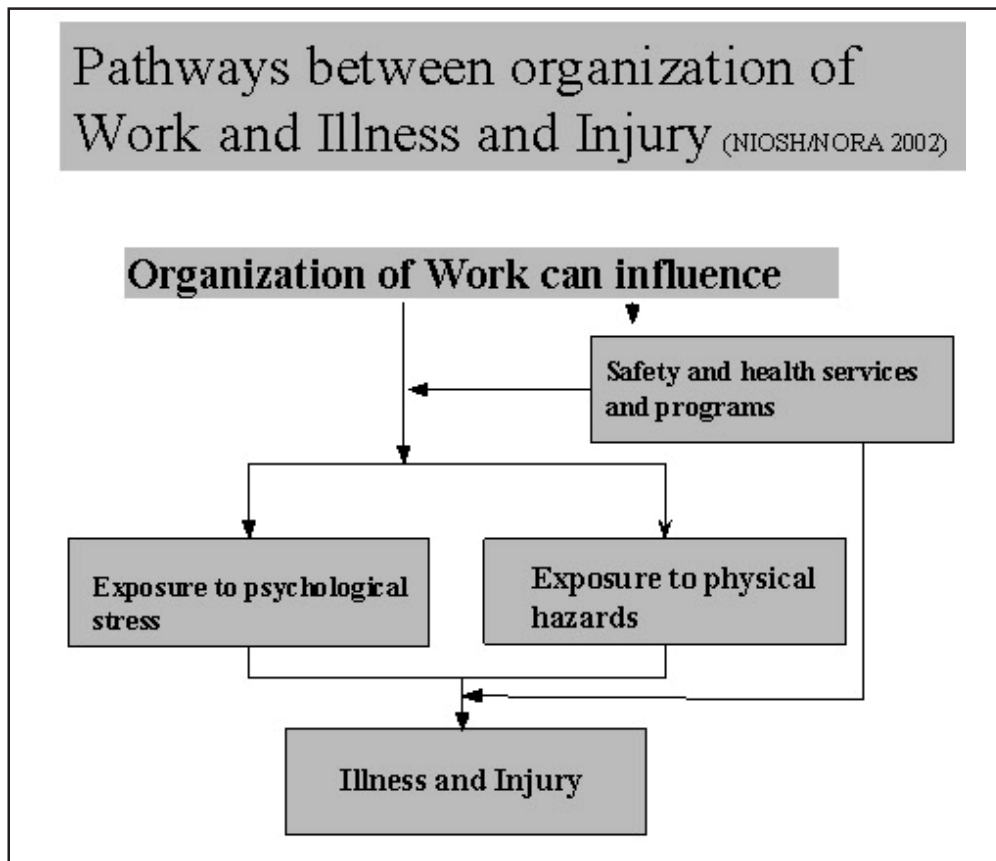 Pathways between organization of
Work and Illness and Injury (NIOSH/NORA 2002)
Organization of Work can influence
Safety and health services
and programs
Exposure to psychological
stress
Exposure to physical
hazards
Illness and Injury